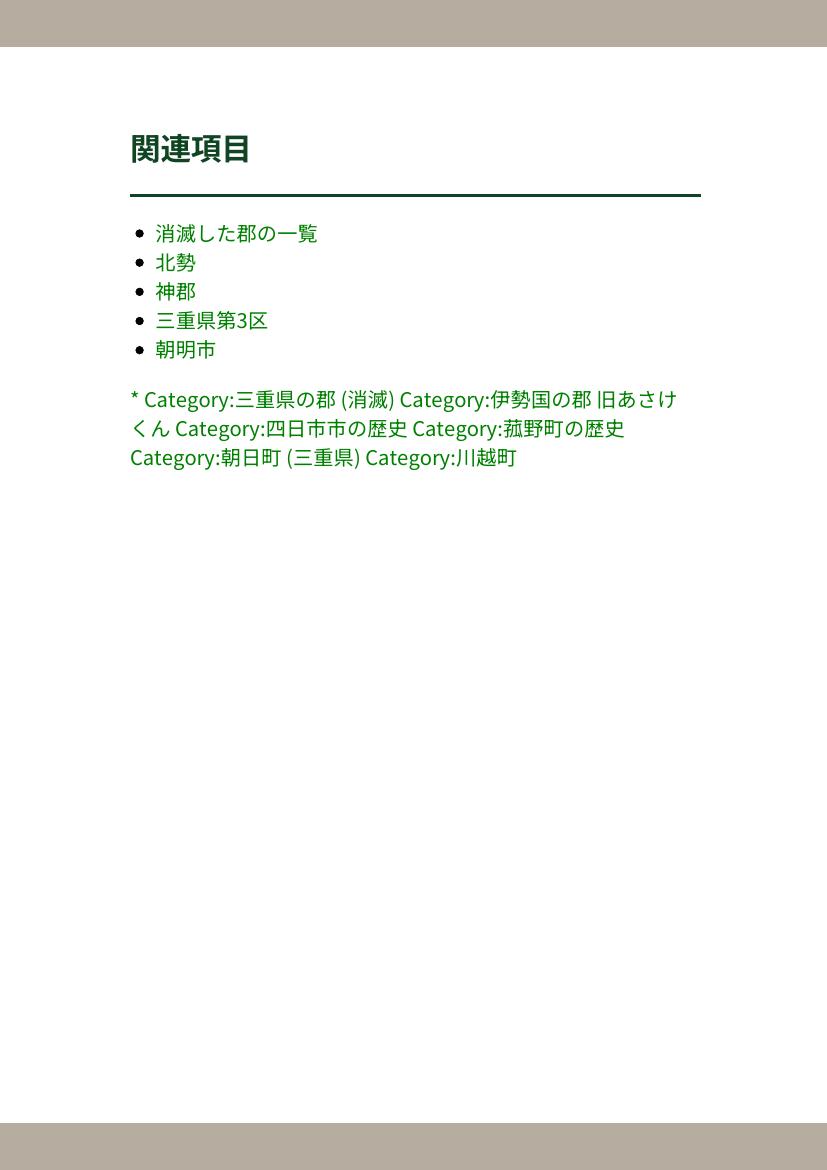 関連項目
消滅した郡の一覧
北勢
神郡
三重県第3区
朝明市
* Category:三重県の郡 (消滅) Category:伊勢国の郡 旧あさけ
くん Category:四日市市の歴史 Category:菰野町の歴史
Category:朝日町 (三重県) Category:川越町